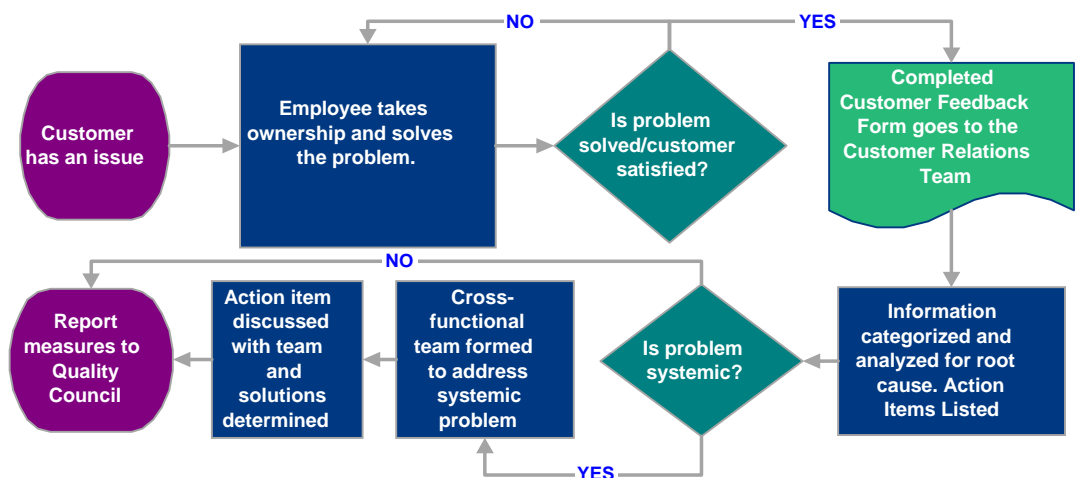 NO
YES
Customer
has an issue
Employee takes
ownership and solves
the problem.
Is problem
solved/customer
satisfied?
Completed
Customer Feedback
Form goes to the
Customer Relations
Team
NO
Report
measures to
Quality
Council
Action item
discussed
with team
and
solutions
determined
Cross-
functional
team formed
to address
systemic
problem
Is problem
systemic?
Information
categorized and
analyzed for root
cause. Action
Items Listed
YES